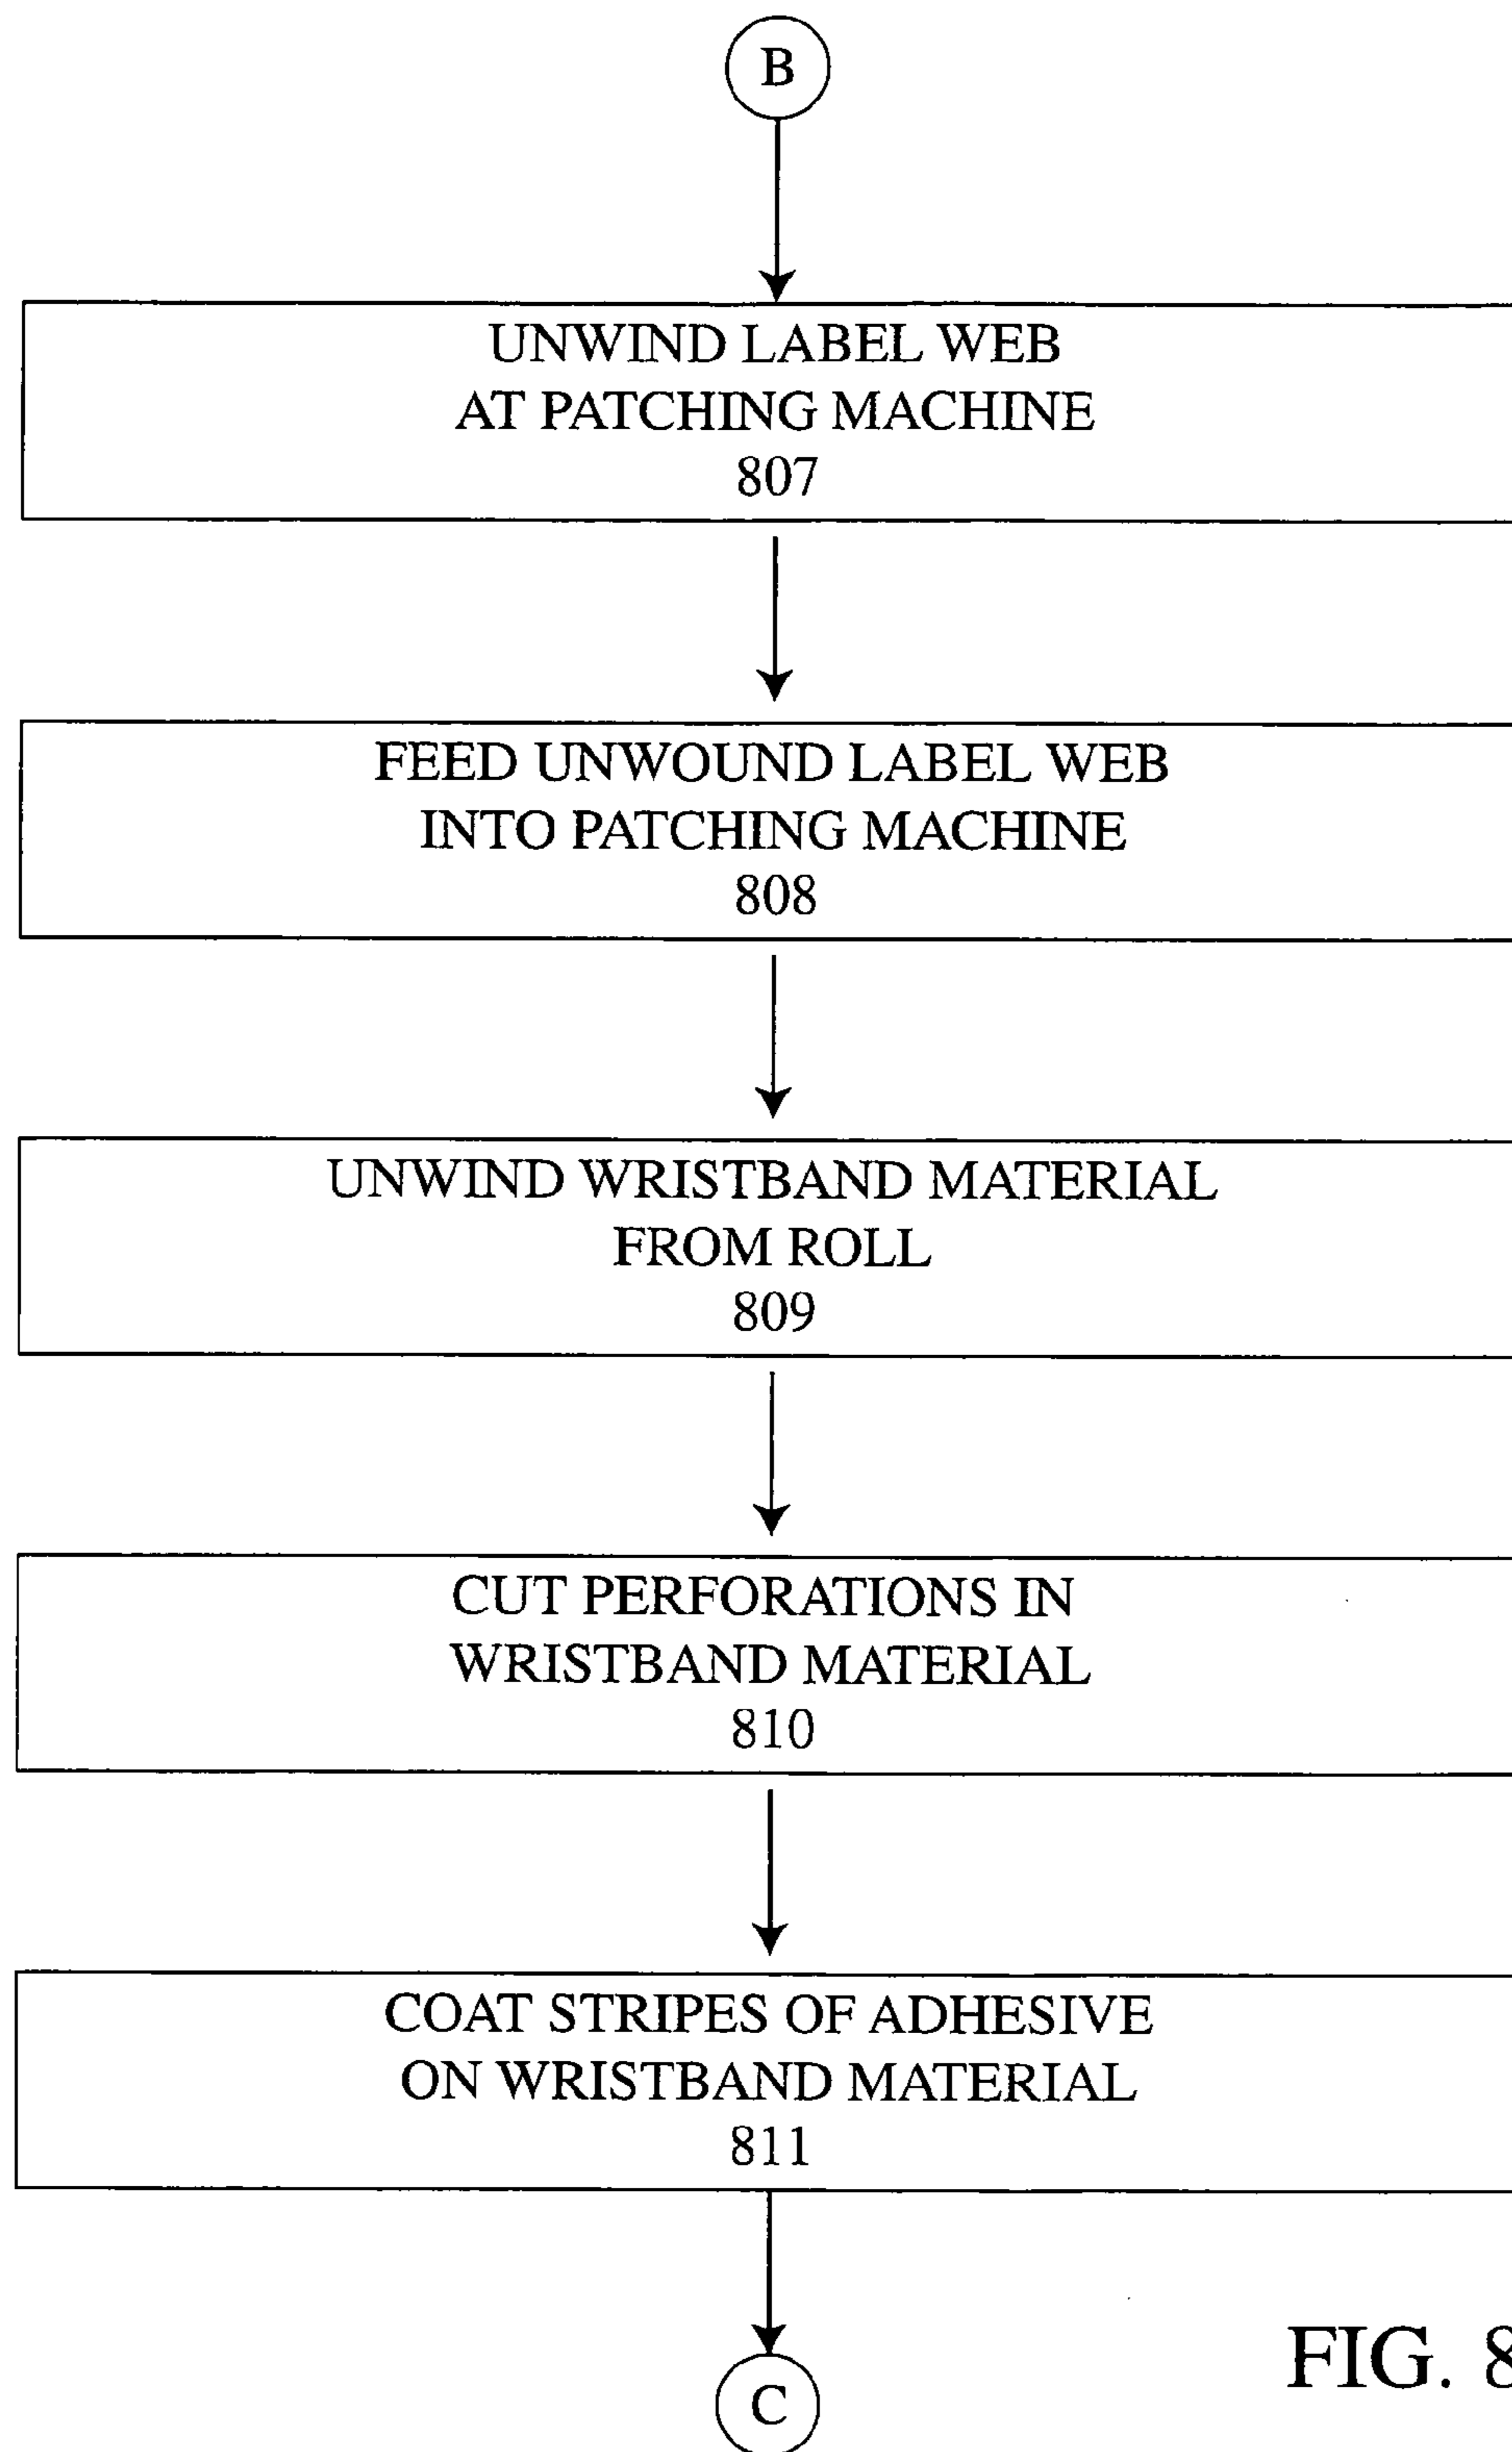 B
UNWIND LABEL WEB
AT PATCHING MACHINE
807
FEED UNWOUND LABEL WEB
INTO PATCHING MACHINE
808
UNWIND WRISTBAND MATERIAL
FROM ROLL
809
CUT PERFORATIONS IN
WRISTBAND MATERIAL
810
COAT STRIPES OF ADHESIVE
ON WRISTBAND MATERIAL
811
FIG. 8
C